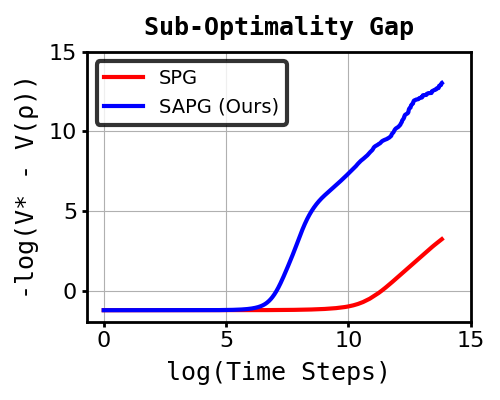 Sub-Optimality Gap
SPG
SAPG (Ours)
-log(V* - V(ρ))
15
10
5
0
0 5 10 15
log(Time Steps)